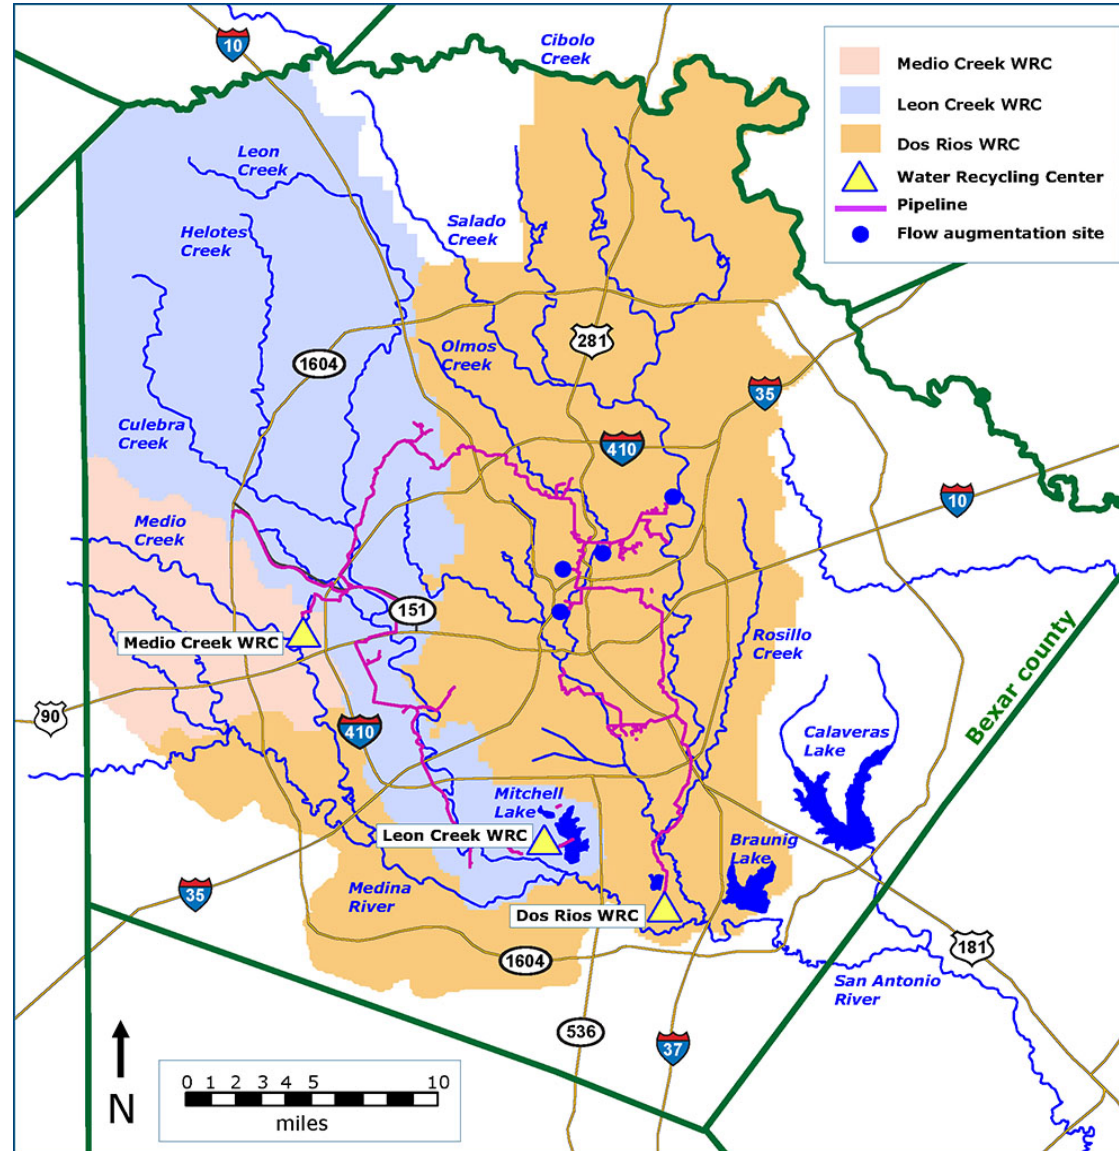 10
Cibolo
Creek
Medio Creek WRC
Leon Creek WRC
Dos Rios WRC
Water Recycling Center
Pipeline
Flow augmentation site
Leon
Creek
Helotes
Creek
Salado
Creek
1604
Olmos
Creek
281
35
Culebra
Creek
410
10
Medio
Creek
151
Medio Creek WRC
Rosillo
Creek
Bexar county
90
410
Calaveras
Lake
Mitchell
Lake
Leon Creek WRC
Braunig
Lake
35
Medina
River
Dos Rios WRC
1604
181
San Antonio
River
536
37
N
0 1 2 3 4 5 10
miles